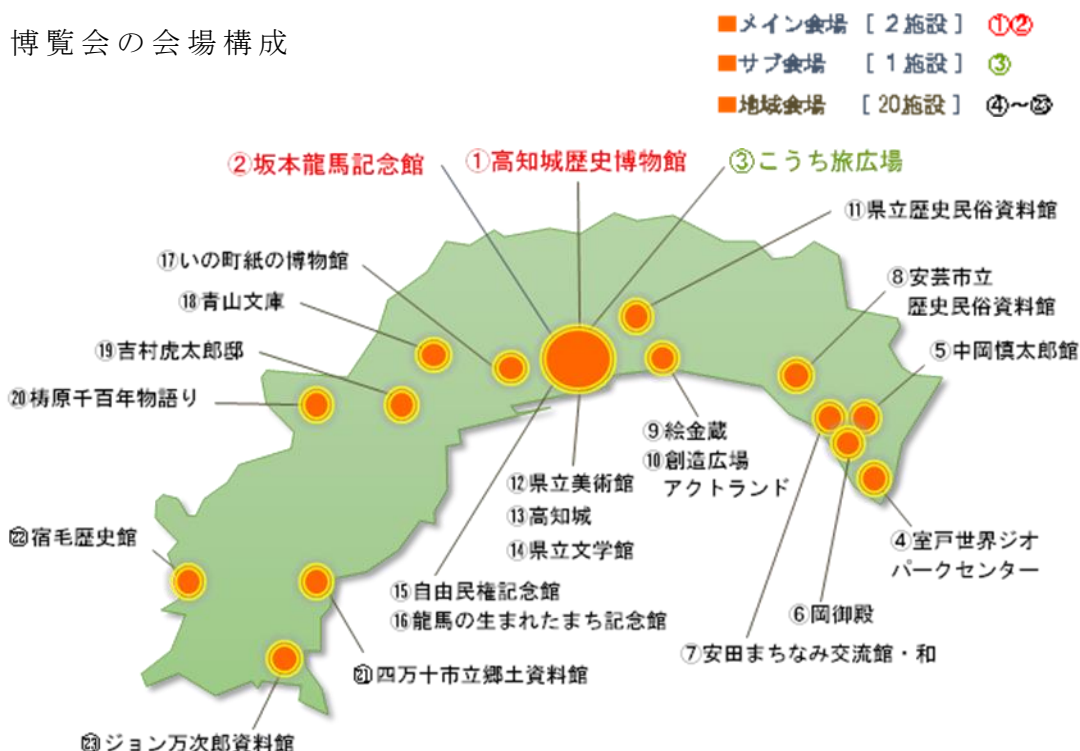 博覧会の会場構成
■メイン会場 [ 2施設 ] ①②
■サブ会場 [ 1施設 ] ③
■地域会場 [ 20施設 ] ④～㉓
②坂本龍馬記念館
①高知城歴史博物館
③こうち旅広場
⑪県立歴史民俗資料館
⑰いの町紙の博物館
⑧安芸市立
歴史民俗資料館
⑱青山文庫
⑲吉村虎太郎邸
⑤中岡慎太郎館
⑳梼原千百年物語り
⑨絵金蔵
⑩創造広場
アクトランド
⑫県立美術館
⑬高知城
⑭県立文学館
㉒宿毛歴史館
④室戸世界ジオ
パークセンター
⑮自由民権記念館
⑯龍馬の生まれたまち記念館
⑥岡御殿
⑦安田まちなみ交流館・和
㉑四万十市立郷土資料館
㉓ジョン万次郎資料館